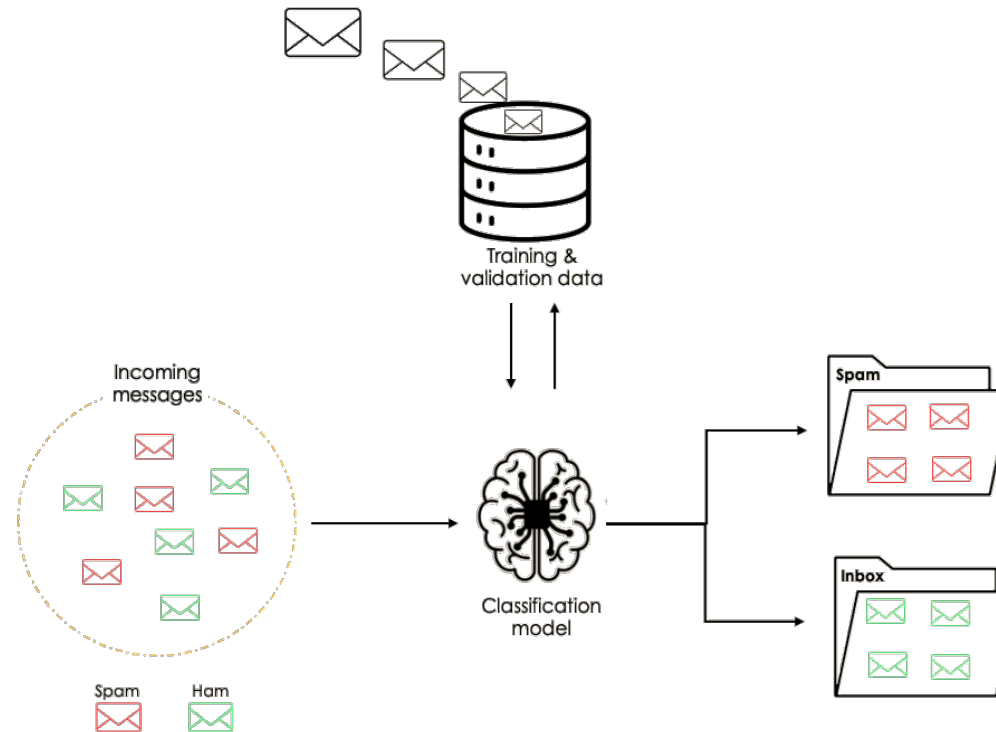 Training &
validation data
Incoming
messages
Spam
Classification
model
Inbox
Spam
Ham